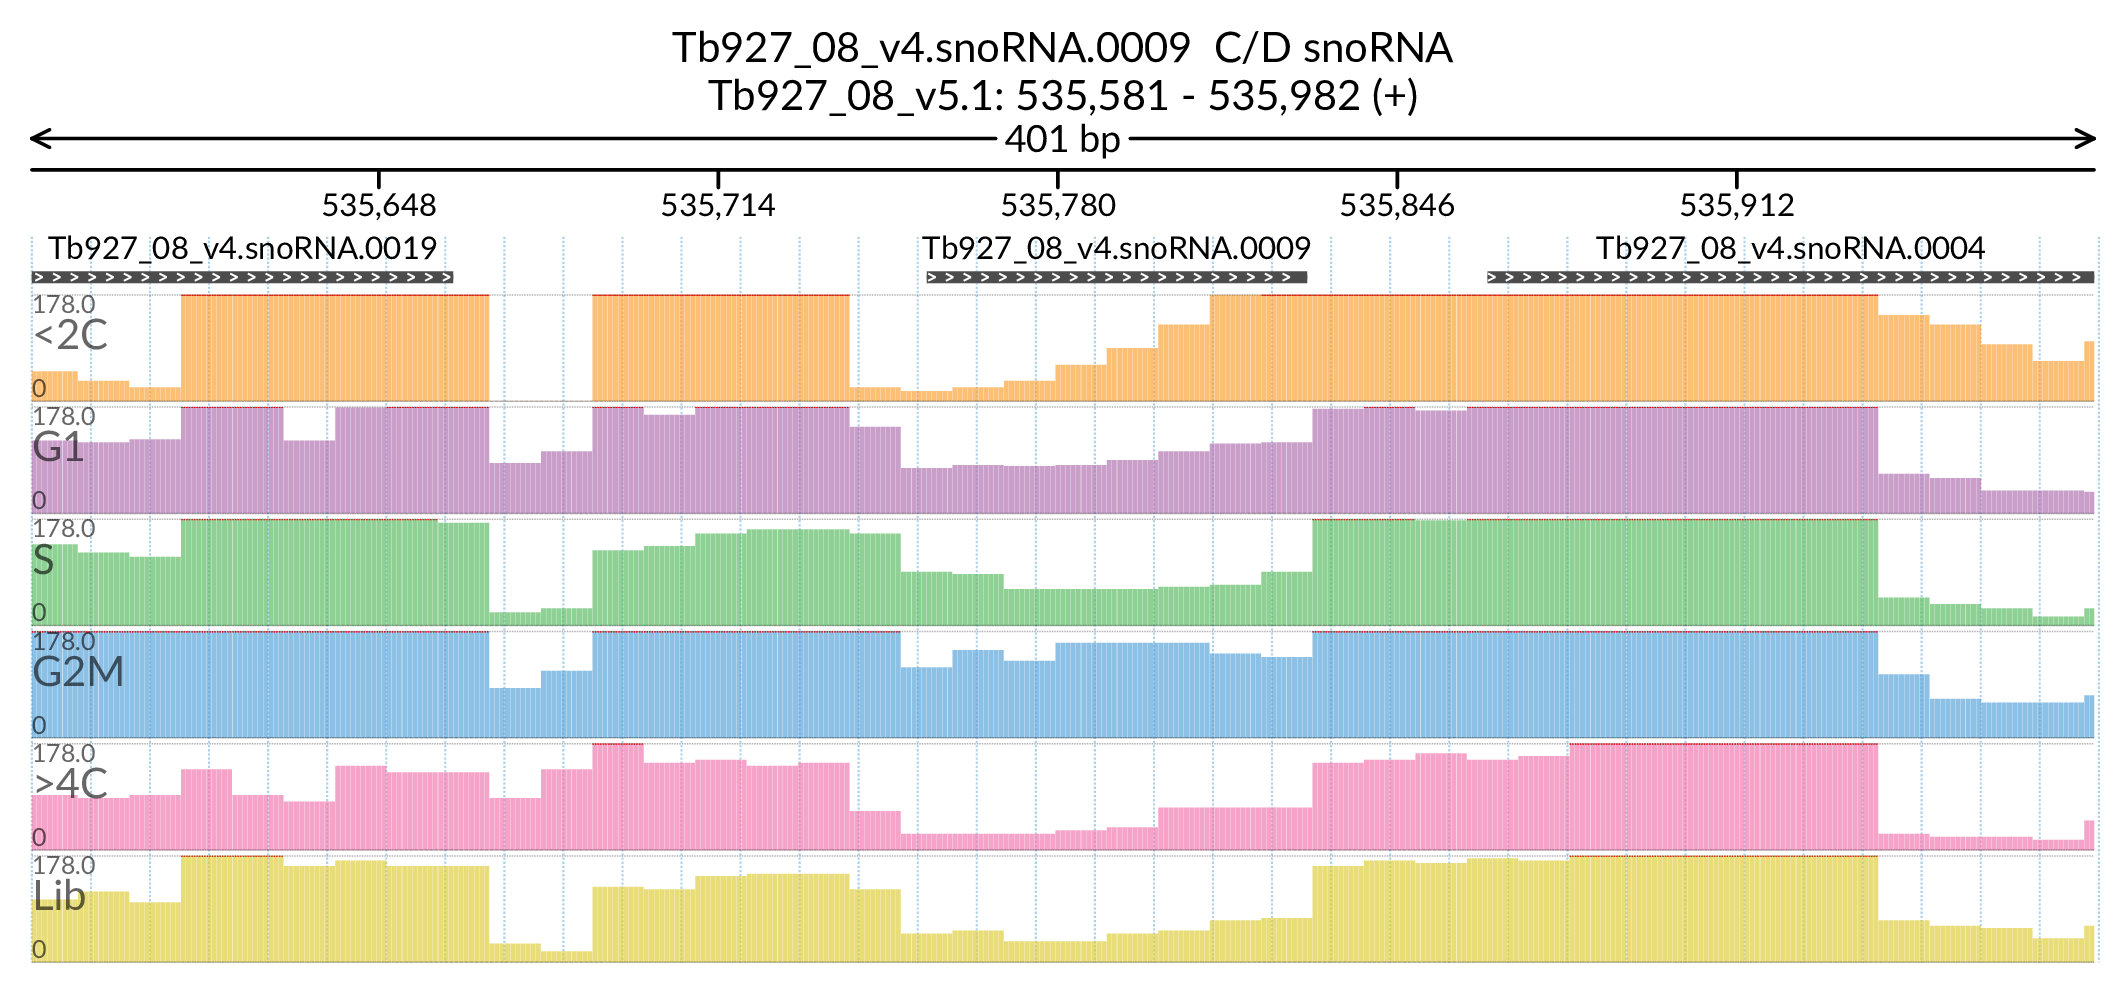 Tb927_08_v4.snoRNA.0009 C/D snoRNA
Tb927_08_v5.1: 535,581 - 535,982 (+)
401 bp
535,648 535,714 535,780 535,846 535,912
Tb927_08_v4.snoRNA.0019 Tb927_08_v4.snoRNA.0009 Tb927_08_v4.snoRNA.0004
178.0
<2C
0
178.0
G1
0
178.0
S
0
178.0
G2M
0
178.0
>4C
0
178.0
Lib
0